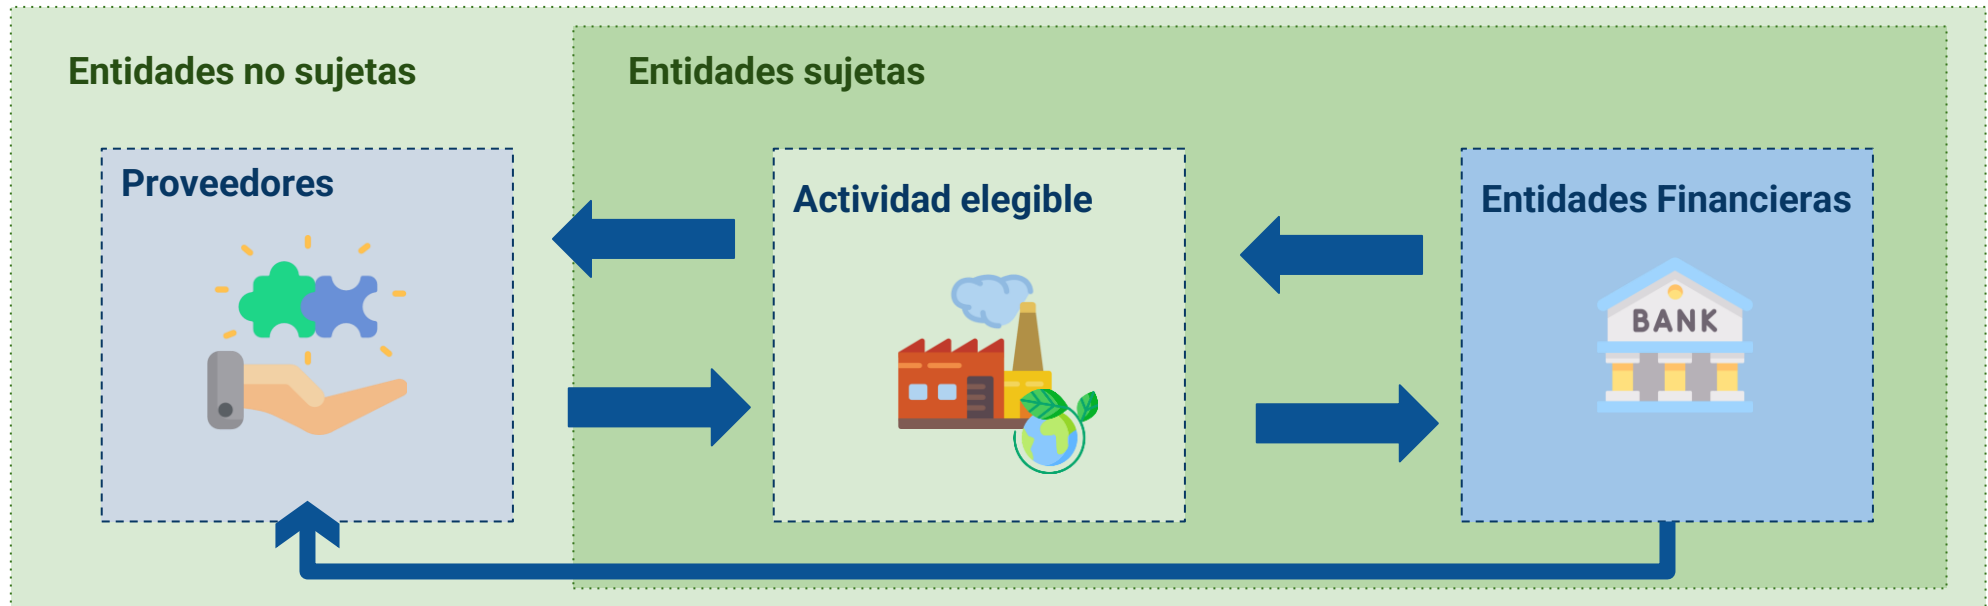 Entidades no sujetas
Entidades sujetas
Proveedores
Actividad elegible
Entidades Financieras
BANK